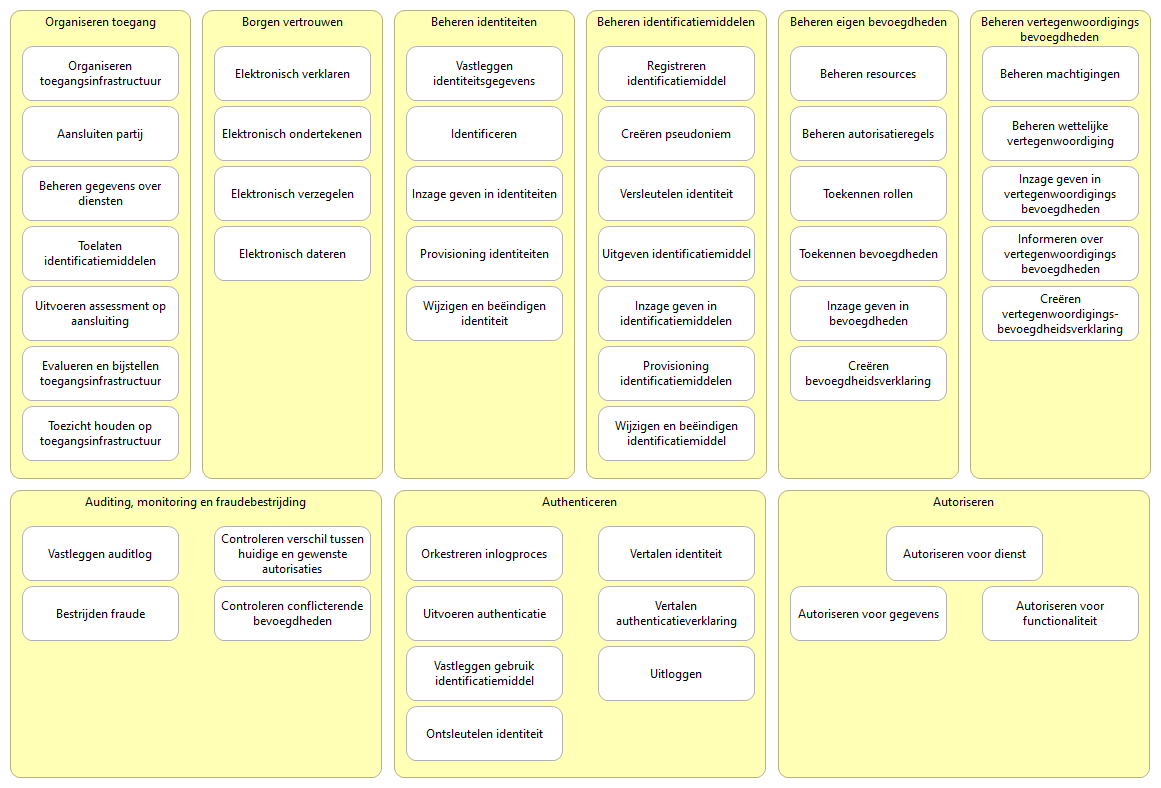 Organiseren toegang
Organiseren
toegangsinfrastructuur
Aansluiten partij
Beheren gegevens over
diensten
Toelaten
identificatiemiddelen
Uitvoeren assessment op
aansluiting
Evalueren en bijstellen
toegangsinfrastructuur
Toezicht houden op
toegangsinfrastructuur
Borgen vertrouwen
Elektronisch verklaren
Elektronisch ondertekenen
Elektronisch verzegelen
Elektronisch dateren
Beheren identiteiten
Vastleggen
identiteitsgegevens
Identificeren
Inzage geven in identiteiten
Provisioning identiteiten
Wijzigen en beëindigen
identiteit
Beheren identificatiemiddelen
Registreren
identificatiemiddel
Creëren pseudoniem
Versleutelen identiteit
Uitgeven identificatiemiddel
Inzage geven in
identificatiemiddelen
Provisioning
identificatiemiddelen
Wijzigen en beëindigen
identificatiemiddel
Beheren eigen bevoegdheden
Beheren resources
Beheren autorisatieregels
Toekennen rollen
Toekennen bevoegdheden
Inzage geven in
bevoegdheden
Creëren
bevoegdheidsverklaring
Beheren vertegenwoordigings
bevoegdheden
Beheren machtigingen
Beheren wettelijke
vertegenwoordiging
Inzage geven in
vertegenwoordigings
bevoegdheden
Informeren over
vertegenwoordigings
bevoegdheden
Creëren
vertegenwoordigings-
bevoegdheidsverklaring
Auditing, monitoring en fraudebestrijding
Vastleggen auditlog
Controleren verschil tussen
huidige en gewenste
autorisaties
Bestrijden fraude
Controleren conflicterende
bevoegdheden
Authenticeren
Orkestreren inlogproces
Vertalen identiteit
Uitvoeren authenticatie
Vertalen
authenticatieverklaring
Vastleggen gebruik
identificatiemiddel
Uitloggen
Ontsleutelen identiteit
Autoriseren
Autoriseren voor dienst
Autoriseren voor gegevens
Autoriseren voor
functionaliteit